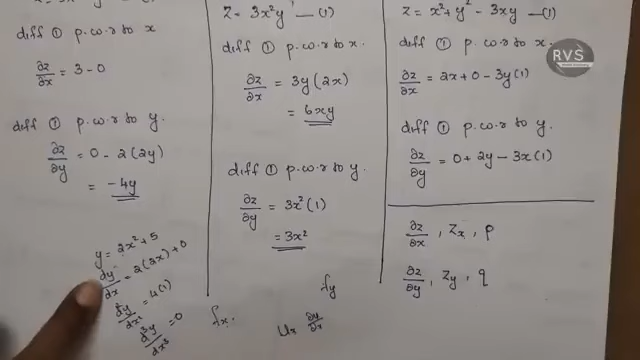 diff ① p.w.r to x
∂z/∂x = 3 - 0
diff ① p.w.r to y.
∂z/∂y = 0 - 2(2y)
= -4y
y = 2x² + 5
dy/dx = 2(2x) + 0
d²y/dx² = 4(1)
d³y/dx³ = 0
z = 3x²y — (1)
diff ① p.w.r to x.
∂z/∂x = 3y(2x)
= 6xy
diff ① p.w.r to y.
∂z/∂y = 3x²(1)
= 3x²
fy
fx.
ux ∂y/∂x
z = x² + y² - 3xy — (1)
diff ① p.w.r to x.
∂z/∂x = 2x + 0 - 3y(1)
diff ① p.w.r to y.
∂z/∂y = 0 + 2y - 3x(1)
∂z/∂x, Zx, p
∂z/∂y, Zy, q
RVS